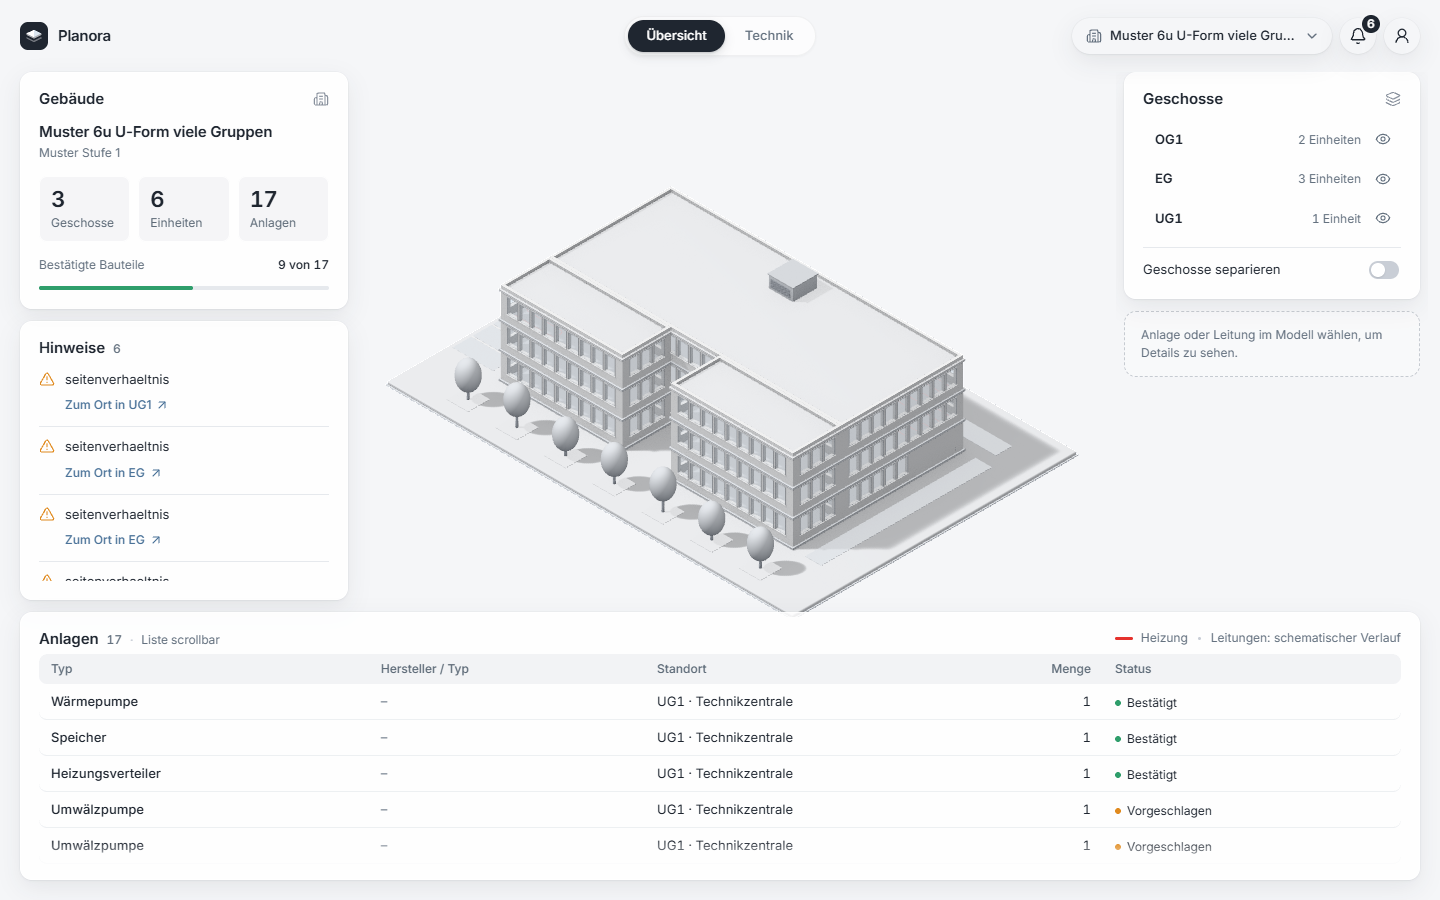 Planora
Übersicht
Technik
Muster 6u U-Form viele Gru...
6
Gebäude
Muster 6u U-Form viele Gruppen
Muster Stufe 1
3
Geschosse
6
Einheiten
17
Anlagen
Bestätigte Bauteile
9 von 17
Hinweise 6
seitenverhaeltnis
Zum Ort in UG1
seitenverhaeltnis
Zum Ort in EG
seitenverhaeltnis
Zum Ort in EG
seitenverhaeltnis
Geschosse
OG1 2 Einheiten
EG 3 Einheiten
UG1 1 Einheit
Geschosse separieren
Anlage oder Leitung im Modell wählen, um
Details zu sehen.
Anlagen 17 · Liste scrollbar
Heizung • Leitungen: schematischer Verlauf
Typ Hersteller / Typ Standort Menge Status
Wärmepumpe – UG1 · Technikzentrale 1 Bestätigt
Speicher – UG1 · Technikzentrale 1 Bestätigt
Heizungsverteiler – UG1 · Technikzentrale 1 Bestätigt
Umwälzpumpe – UG1 · Technikzentrale 1 Vorgeschlagen
Umwälzpumpe – UG1 · Technikzentrale 1 Vorgeschlagen